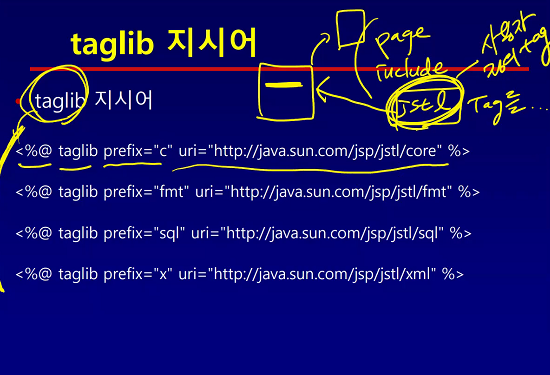 taglib 지시어
page
include
jstl
사용자
정의 tag
Tag를...
• taglib 지시어
<%@ taglib prefix="c" uri="http://java.sun.com/jsp/jstl/core" %>
<%@ taglib prefix="fmt" uri="http://java.sun.com/jsp/jstl/fmt" %>
<%@ taglib prefix="sql" uri="http://java.sun.com/jsp/jstl/sql" %>
<%@ taglib prefix="x" uri="http://java.sun.com/jsp/jstl/xml" %>